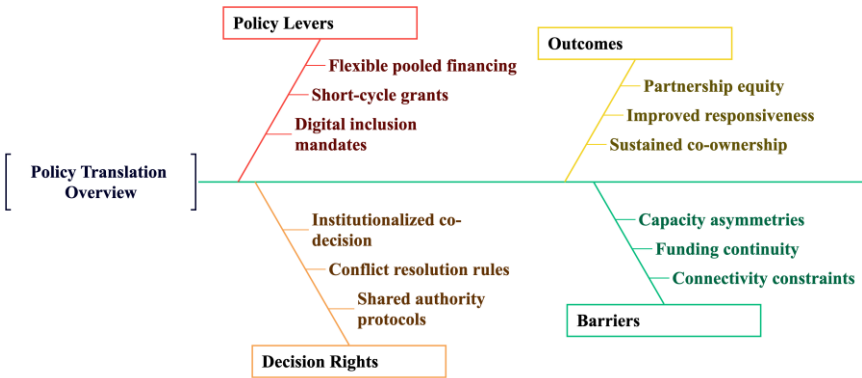 Policy Levers
Flexible pooled financing
Short-cycle grants
Digital inclusion
mandates
Outcomes
Partnership equity
Improved responsiveness
Sustained co-ownership
Policy Translation
Overview
Institutionalized co-
decision
Conflict resolution rules
Shared authority
protocols
Decision Rights
Capacity asymmetries
Funding continuity
Connectivity constraints
Barriers